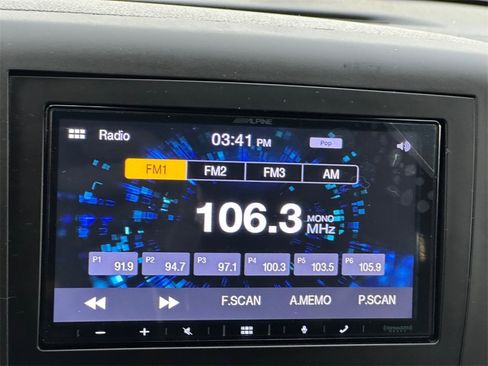 ALPINE
Radio 03:41 PM Pop
FM1 FM2 FM3 AM
106.3 MONO MHz
P1 91.9 P2 94.7 P3 97.1 P4 100.3 P5 103.5 P6 105.9
F.SCAN A.MEMO P.SCAN
SiriusXM